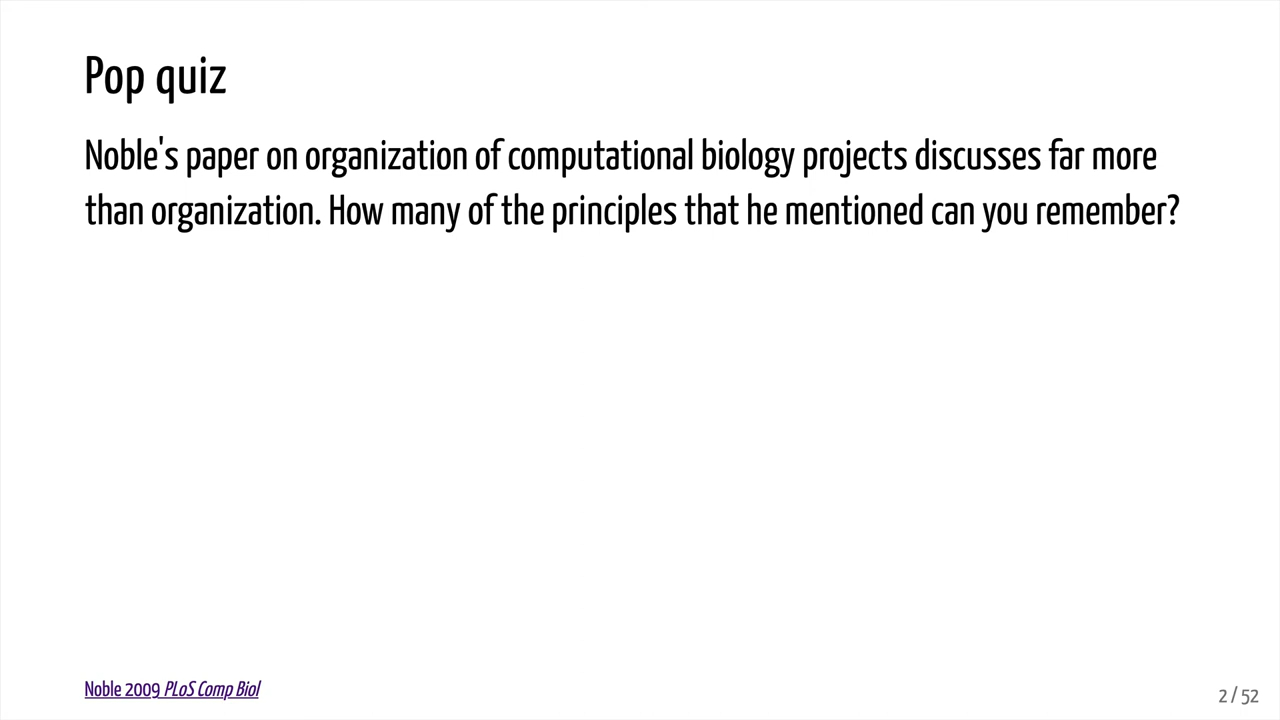 Pop quiz
Noble's paper on organization of computational biology projects discusses far more
than organization. How many of the principles that he mentioned can you remember?
Noble 2009 PLoS Comp Biol
2 / 52